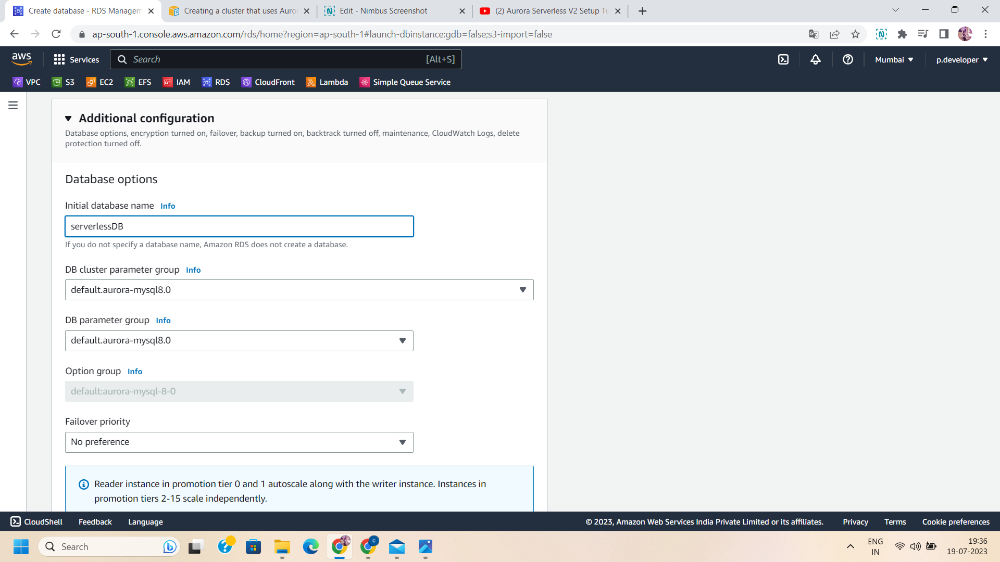 Create database - RDS Managem
Creating a cluster that uses Auror
Edit - Nimbus Screenshot
(2) Aurora Serverless V2 Setup Tu
ap-south-1.console.aws.amazon.com/rds/home?region=ap-south-1#launch-dbinstance:gdb=false;s3-import=false
aws
Services
Search
[Alt+S]
Mumbai
p.developer
VPC
S3
EC2
EFS
IAM
RDS
CloudFront
Lambda
Simple Queue Service
Additional configuration
Database options, encryption turned on, failover, backup turned on, backtrack turned off, maintenance, CloudWatch Logs, delete
protection turned off.
Database options
Initial database name Info
serverlessDB
If you do not specify a database name, Amazon RDS does not create a database.
DB cluster parameter group Info
default.aurora-mysql8.0
DB parameter group Info
default.aurora-mysql8.0
Option group Info
default:aurora-mysql-8-0
Failover priority
No preference
Reader instance in promotion tier 0 and 1 autoscale along with the writer instance. Instances in
promotion tiers 2-15 scale independently.
CloudShell
Feedback
Language
© 2023, Amazon Web Services India Private Limited or its affiliates.
Privacy
Terms
Cookie preferences
Search
ENG
IN
19:36
19-07-2023